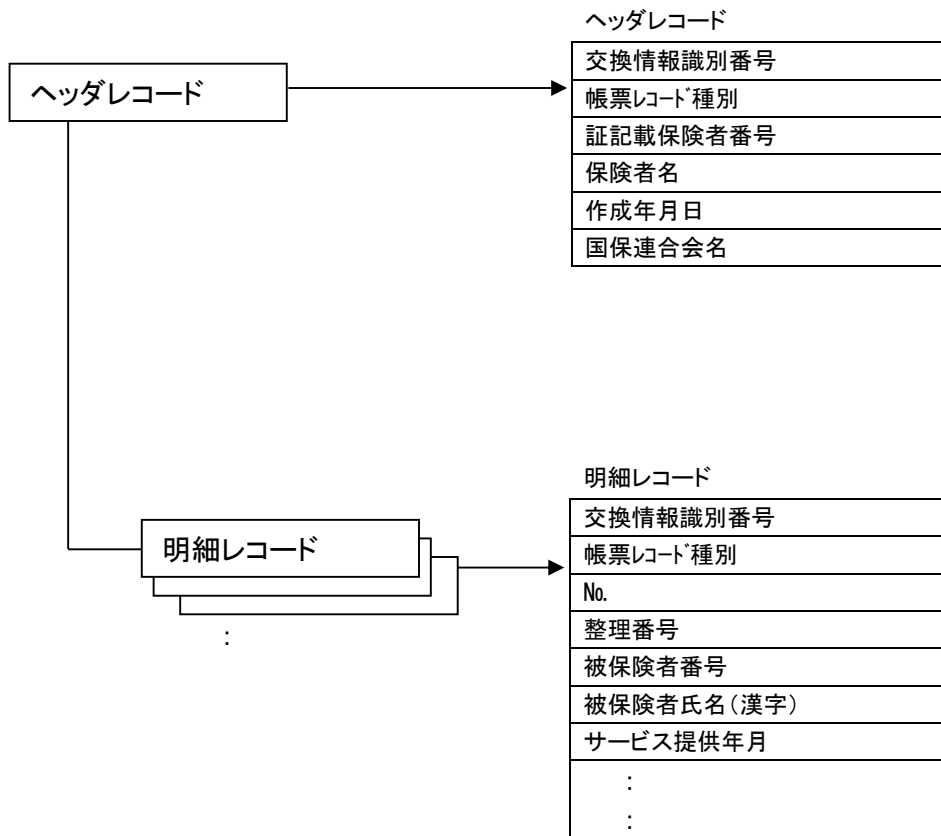 ヘッダレコード
ヘッダレコード
交換情報識別番号
帳票ﾚｺｰﾄﾞ種別
証記載保険者番号
保険者名
作成年月日
国保連合会名
明細レコード
:
明細レコード
交換情報識別番号
帳票ﾚｺｰﾄﾞ種別
№
整理番号
被保険者番号
被保険者氏名(漢字)
サービス提供年月
:
: